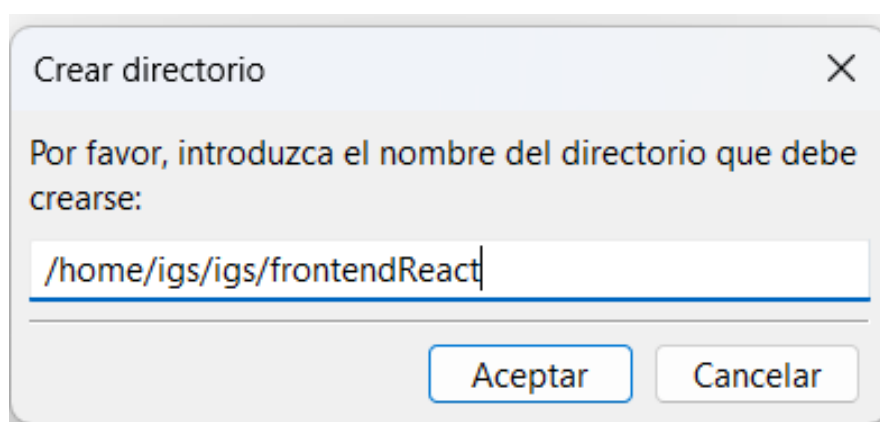 Crear directorio
Por favor, introduzca el nombre del directorio que debe
crearse:
/home/igs/igs/frontendReact
Aceptar
Cancelar